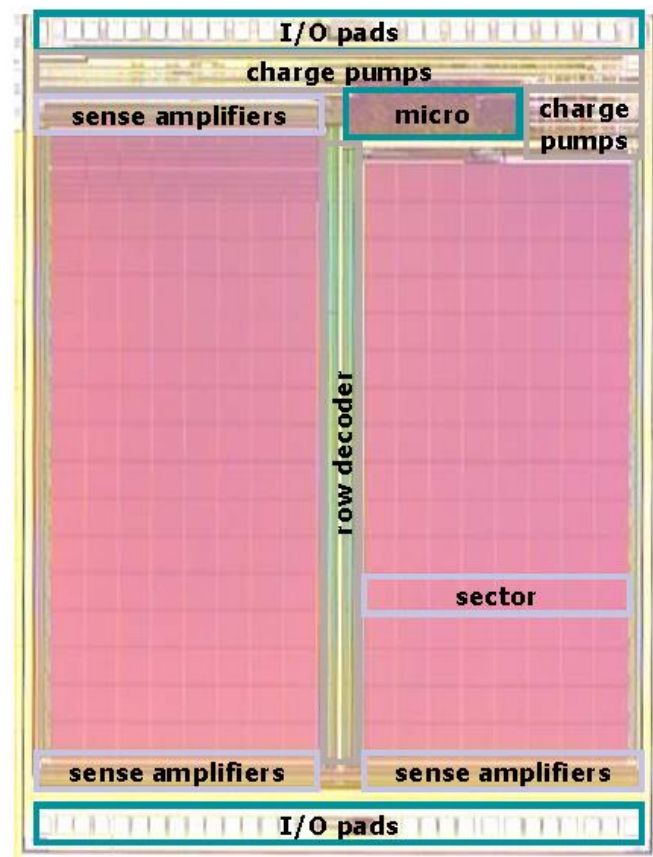 I/O pads
charge pumps
sense amplifiers
micro
charge
pumps
row decoder
sector
sense amplifiers
sense amplifiers
I/O pads